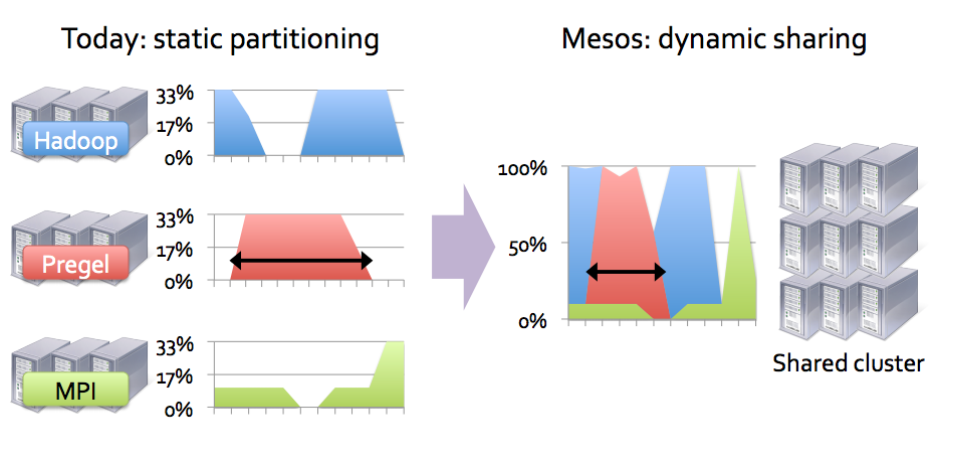 Today: static partitioning
Mesos: dynamic sharing
33%
17%
0%
Hadoop
33%
17%
0%
Pregel
33%
17%
0%
MPI
100%
50%
0%
Shared cluster